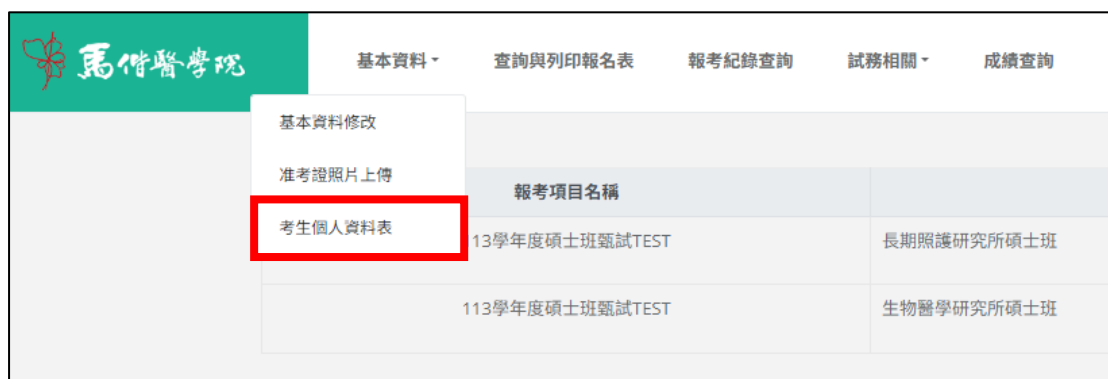 馬偕醫學院
基本資料 查詢與列印報名表 報考紀錄查詢 試務相關 成績查詢
基本資料修改
准考證照片上傳
考生個人資料表
報考項目名稱
13學年度碩士班甄試TEST 長期照護研究所碩士班
113學年度碩士班甄試TEST 生物醫學研究所碩士班